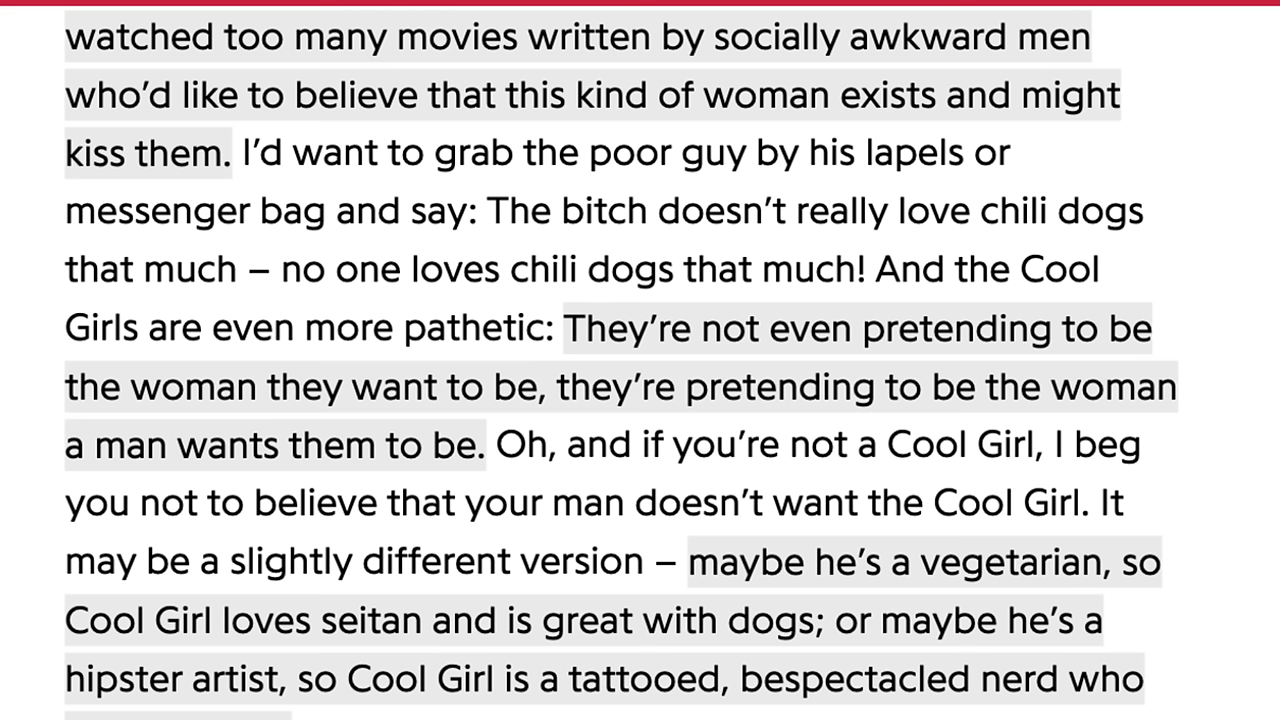 watched too many movies written by socially awkward men
who’d like to believe that this kind of woman exists and might
kiss them. I’d want to grab the poor guy by his lapels or
messenger bag and say: The bitch doesn’t really love chili dogs
that much – no one loves chili dogs that much! And the Cool
Girls are even more pathetic: They’re not even pretending to be
the woman they want to be, they’re pretending to be the woman
a man wants them to be. Oh, and if you’re not a Cool Girl, I beg
you not to believe that your man doesn’t want the Cool Girl. It
may be a slightly different version – maybe he’s a vegetarian, so
Cool Girl loves seitan and is great with dogs; or maybe he’s a
hipster artist, so Cool Girl is a tattooed, bespectacled nerd who